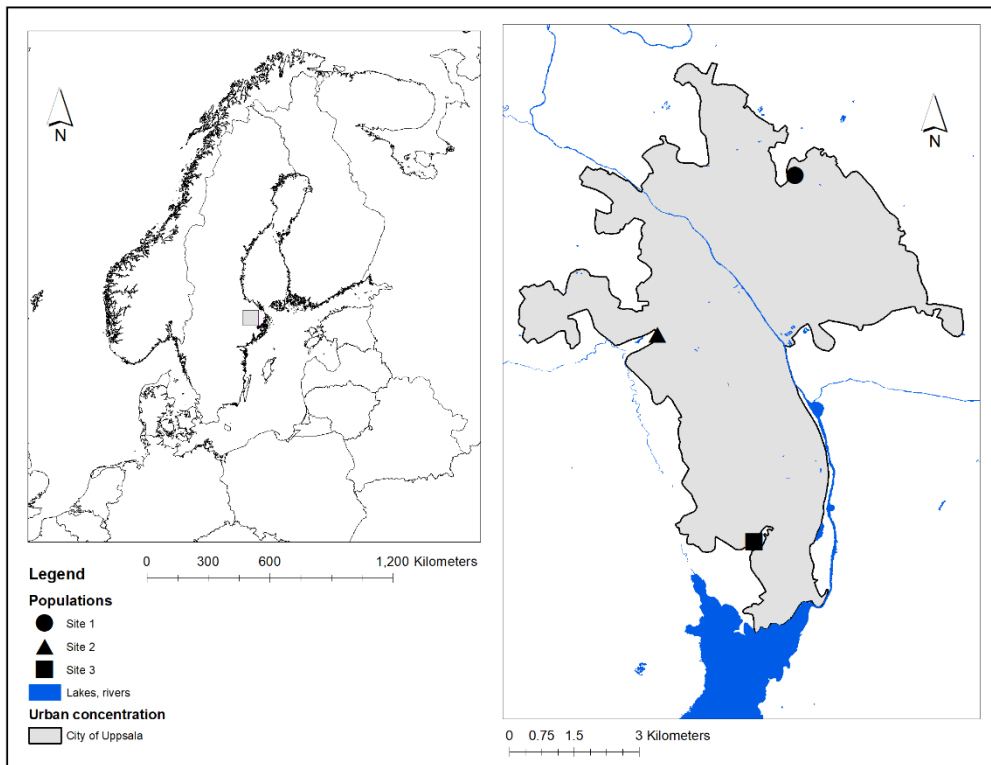 N
N
0 300 600 1,200 Kilometers
Legend
Populations
Site 1
Site 2
Site 3
Lakes, rivers
Urban concentration
City of Uppsala
0 0.75 1.5 3 Kilometers